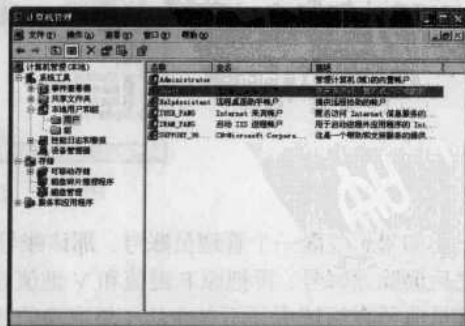 计算机管理
文件(F) 操作(A) 查看(V) 窗口(W) 帮助(H)
计算机管理(本地)
系统工具
事件查看器
共享文件夹
本地用户和组
用户
组
性能日志和警报
设备管理器
存储
可移动存储
磁盘碎片整理程序
磁盘管理
服务和应用程序
名称 全名 描述
Administrator 管理计算机(域)的内置帐户
HelpAssistant 远程桌面助手帐户 提供远程协助的帐户
IUSR_PANG Internet 来宾帐户 匿名访问 Internet 信息服务的...
IWAM_PANG 启动 IIS 进程帐户 用于启动进程外应用程序的 Int...
SUPPORT_38... CN=Microsoft Corpora... 这是一个帮助和支持服务的提供...